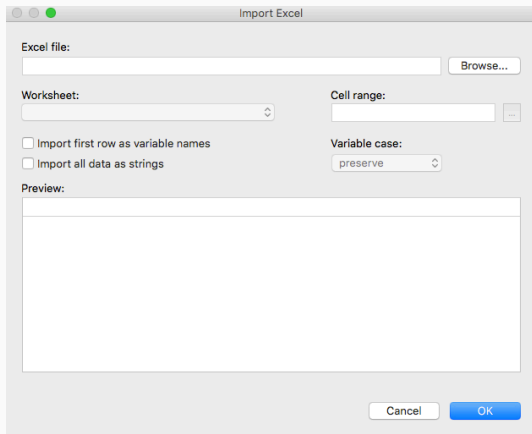 Import Excel
Excel file:
Browse...
Worksheet:
Cell range:
...
Import first row as variable names
Variable case:
Import all data as strings
preserve
Preview:
Cancel
OK